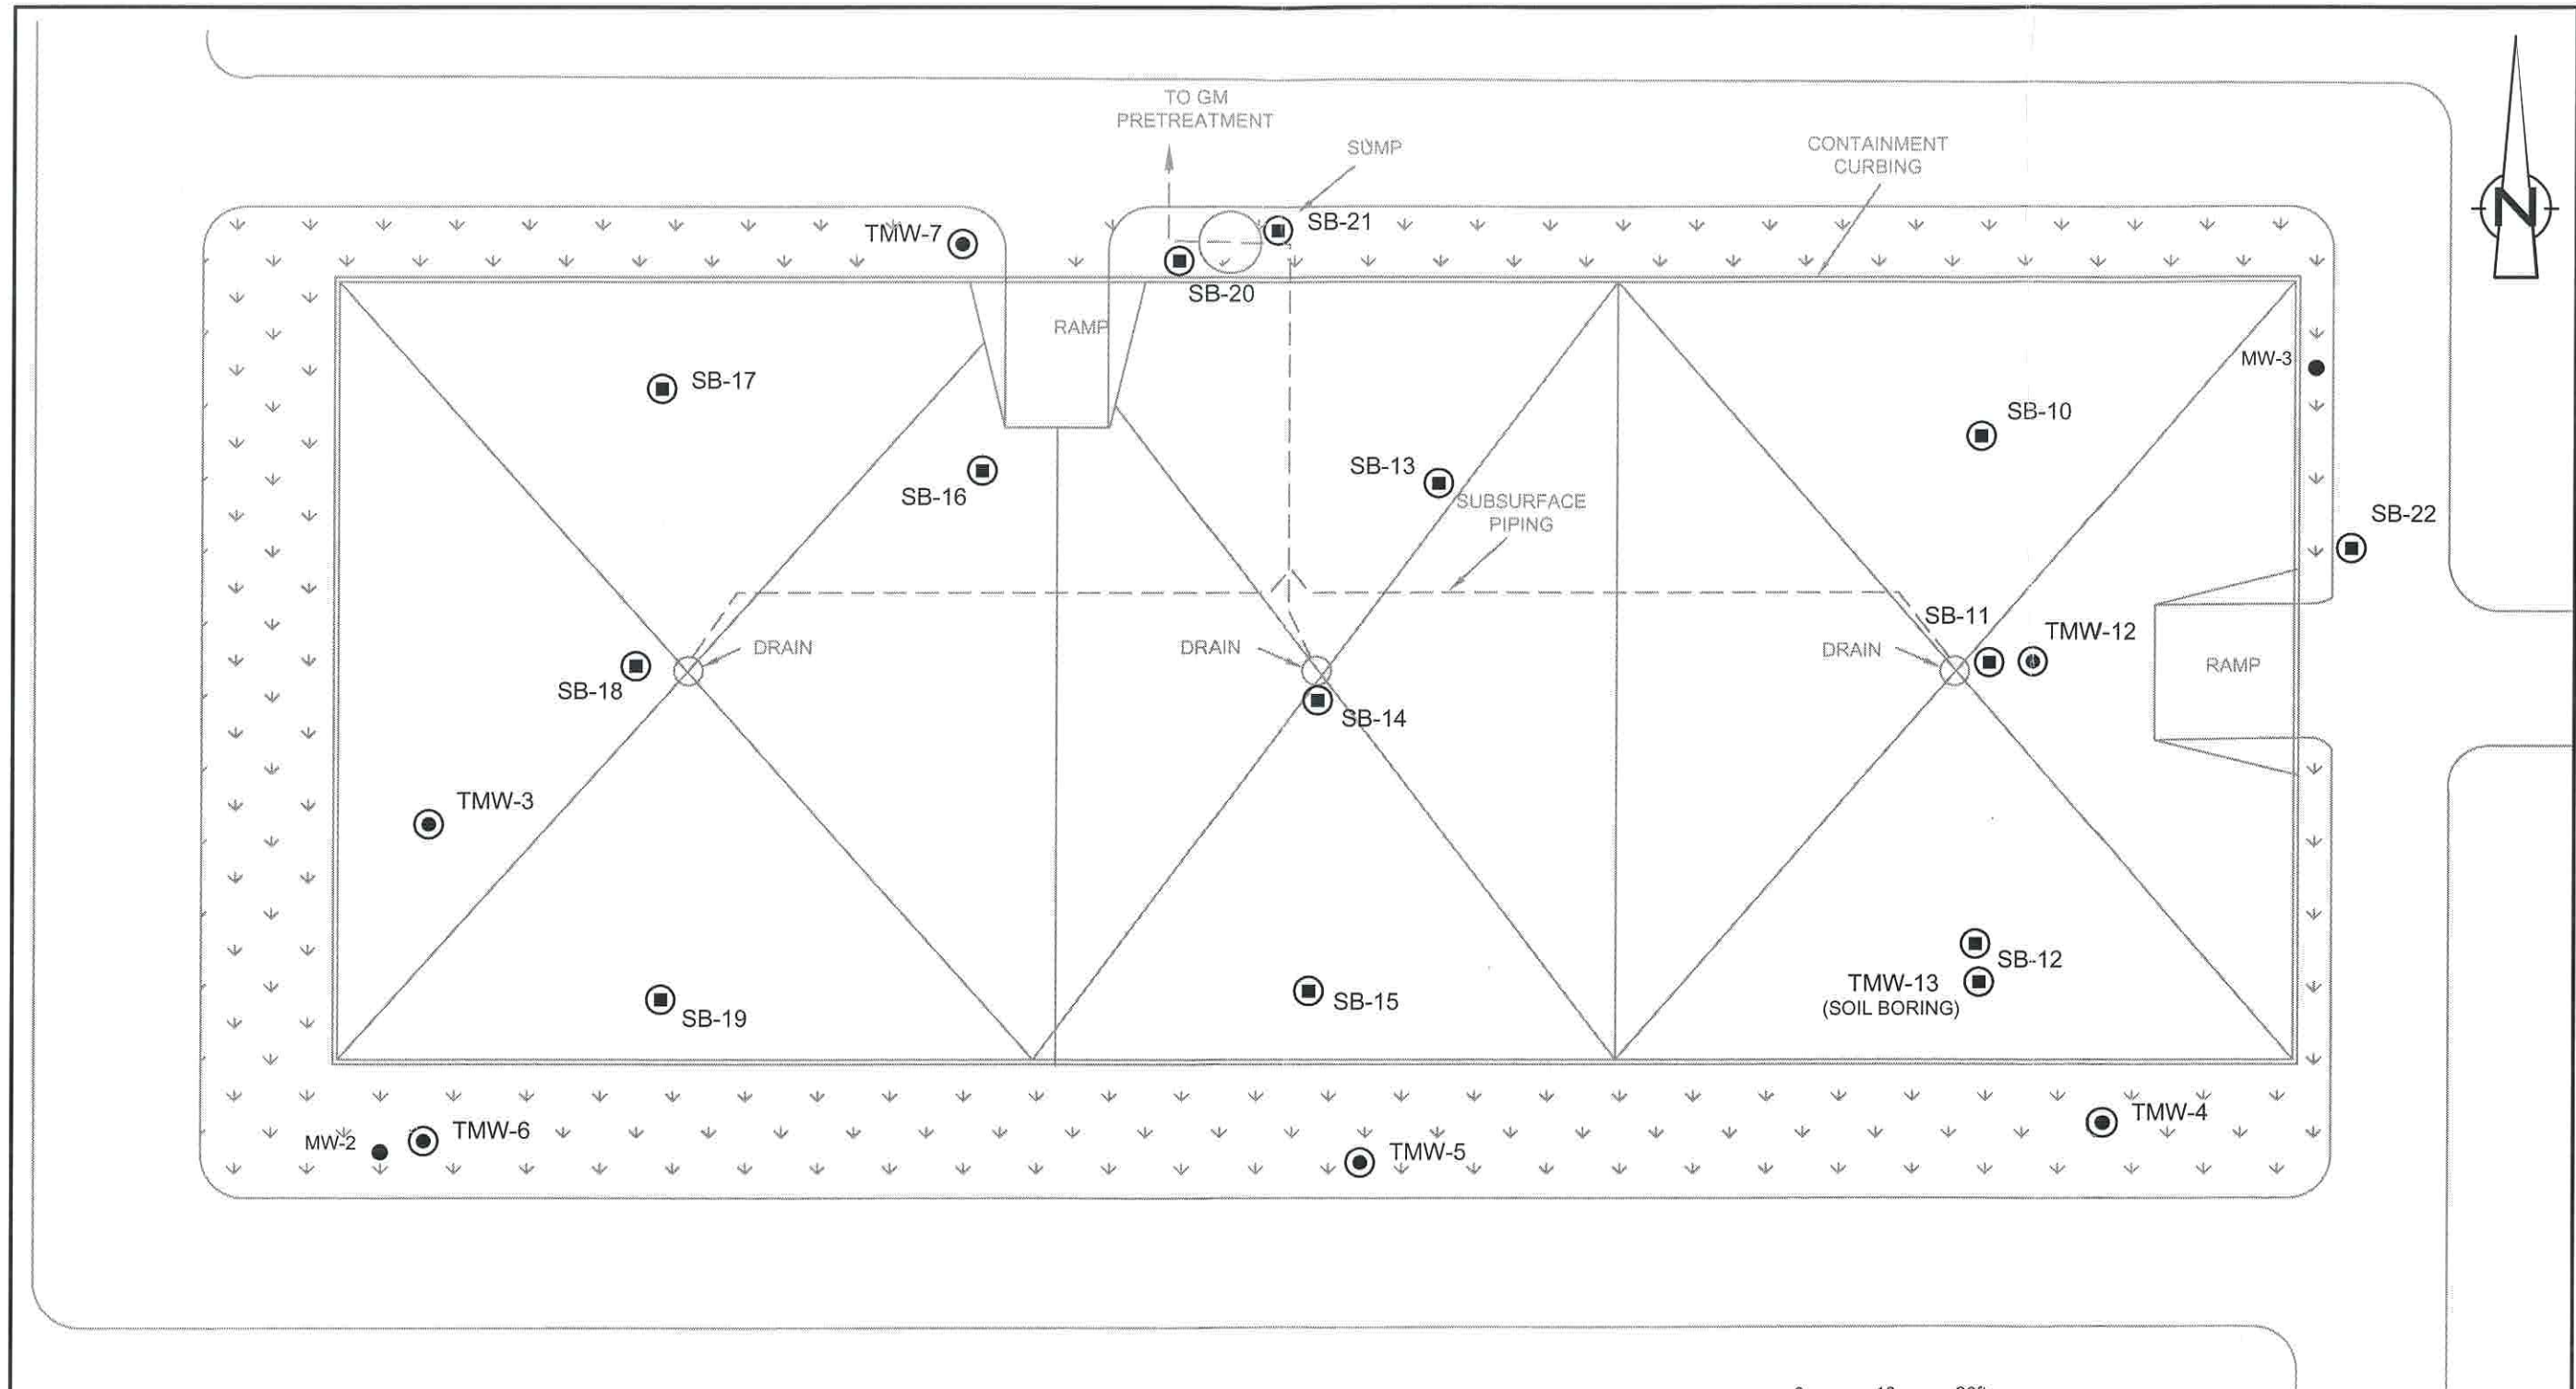 TO GM
PRETREATMENT
SUMP
CONTAINMENT
CURBING
N
TMW-7
SB-21
SB-20
RAMP
MW-3
SB-17
SB-10
SB-13
SB-16
SUBSURFACE
PIPING
SB-22
SB-11
TMW-12
DRAIN
DRAIN
DRAIN
RAMP
SB-18
SB-14
TMW-3
SB-12
TMW-13
(SOIL BORING)
SB-15
SB-19
TMW-4
TMW-6
MW-2
TMW-5